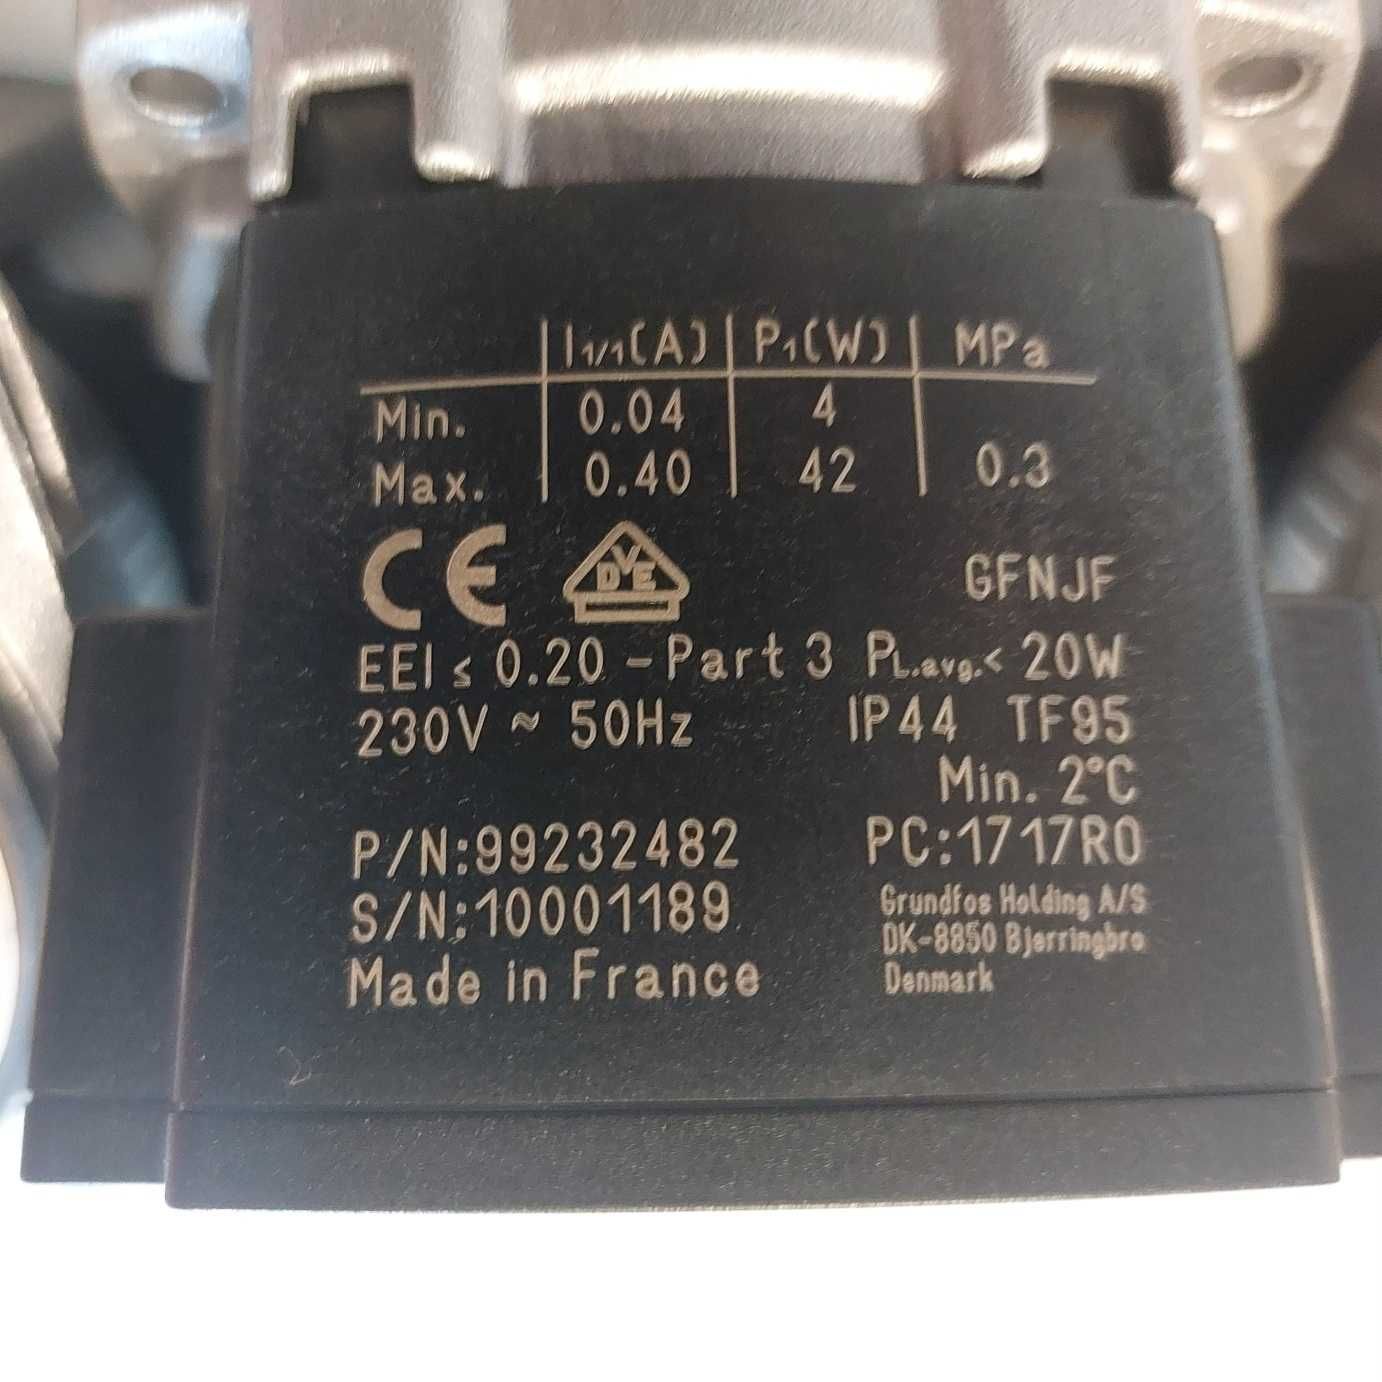 I1/1(A) P1(W) MPa
Min. 0.04 4
Max. 0.40 42 0.3
CE VDE GFNJF
EEI ≤ 0.20 - Part 3 PL.avg.< 20W
230V ~ 50Hz IP44 TF95
Min. 2°C
P/N:99232482 PC:1717R0
S/N:10001189 Grundfos Holding A/S
DK-8850 Bjerringbro
Made in France Denmark